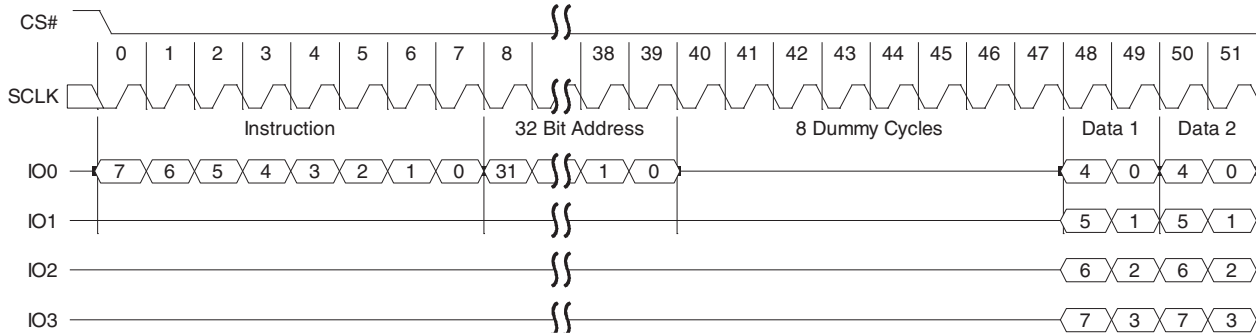 CS#
0 1 2 3 4 5 6 7 8 38 39 40 41 42 43 44 45 46 47 48 49 50 51
SCLK
Instruction 32 Bit Address 8 Dummy Cycles Data 1 Data 2
IO0 7 6 5 4 3 2 1 0 31 1 0 4 0 4 0
IO1 5 1 5 1
IO2 6 2 6 2
IO3 7 3 7 3